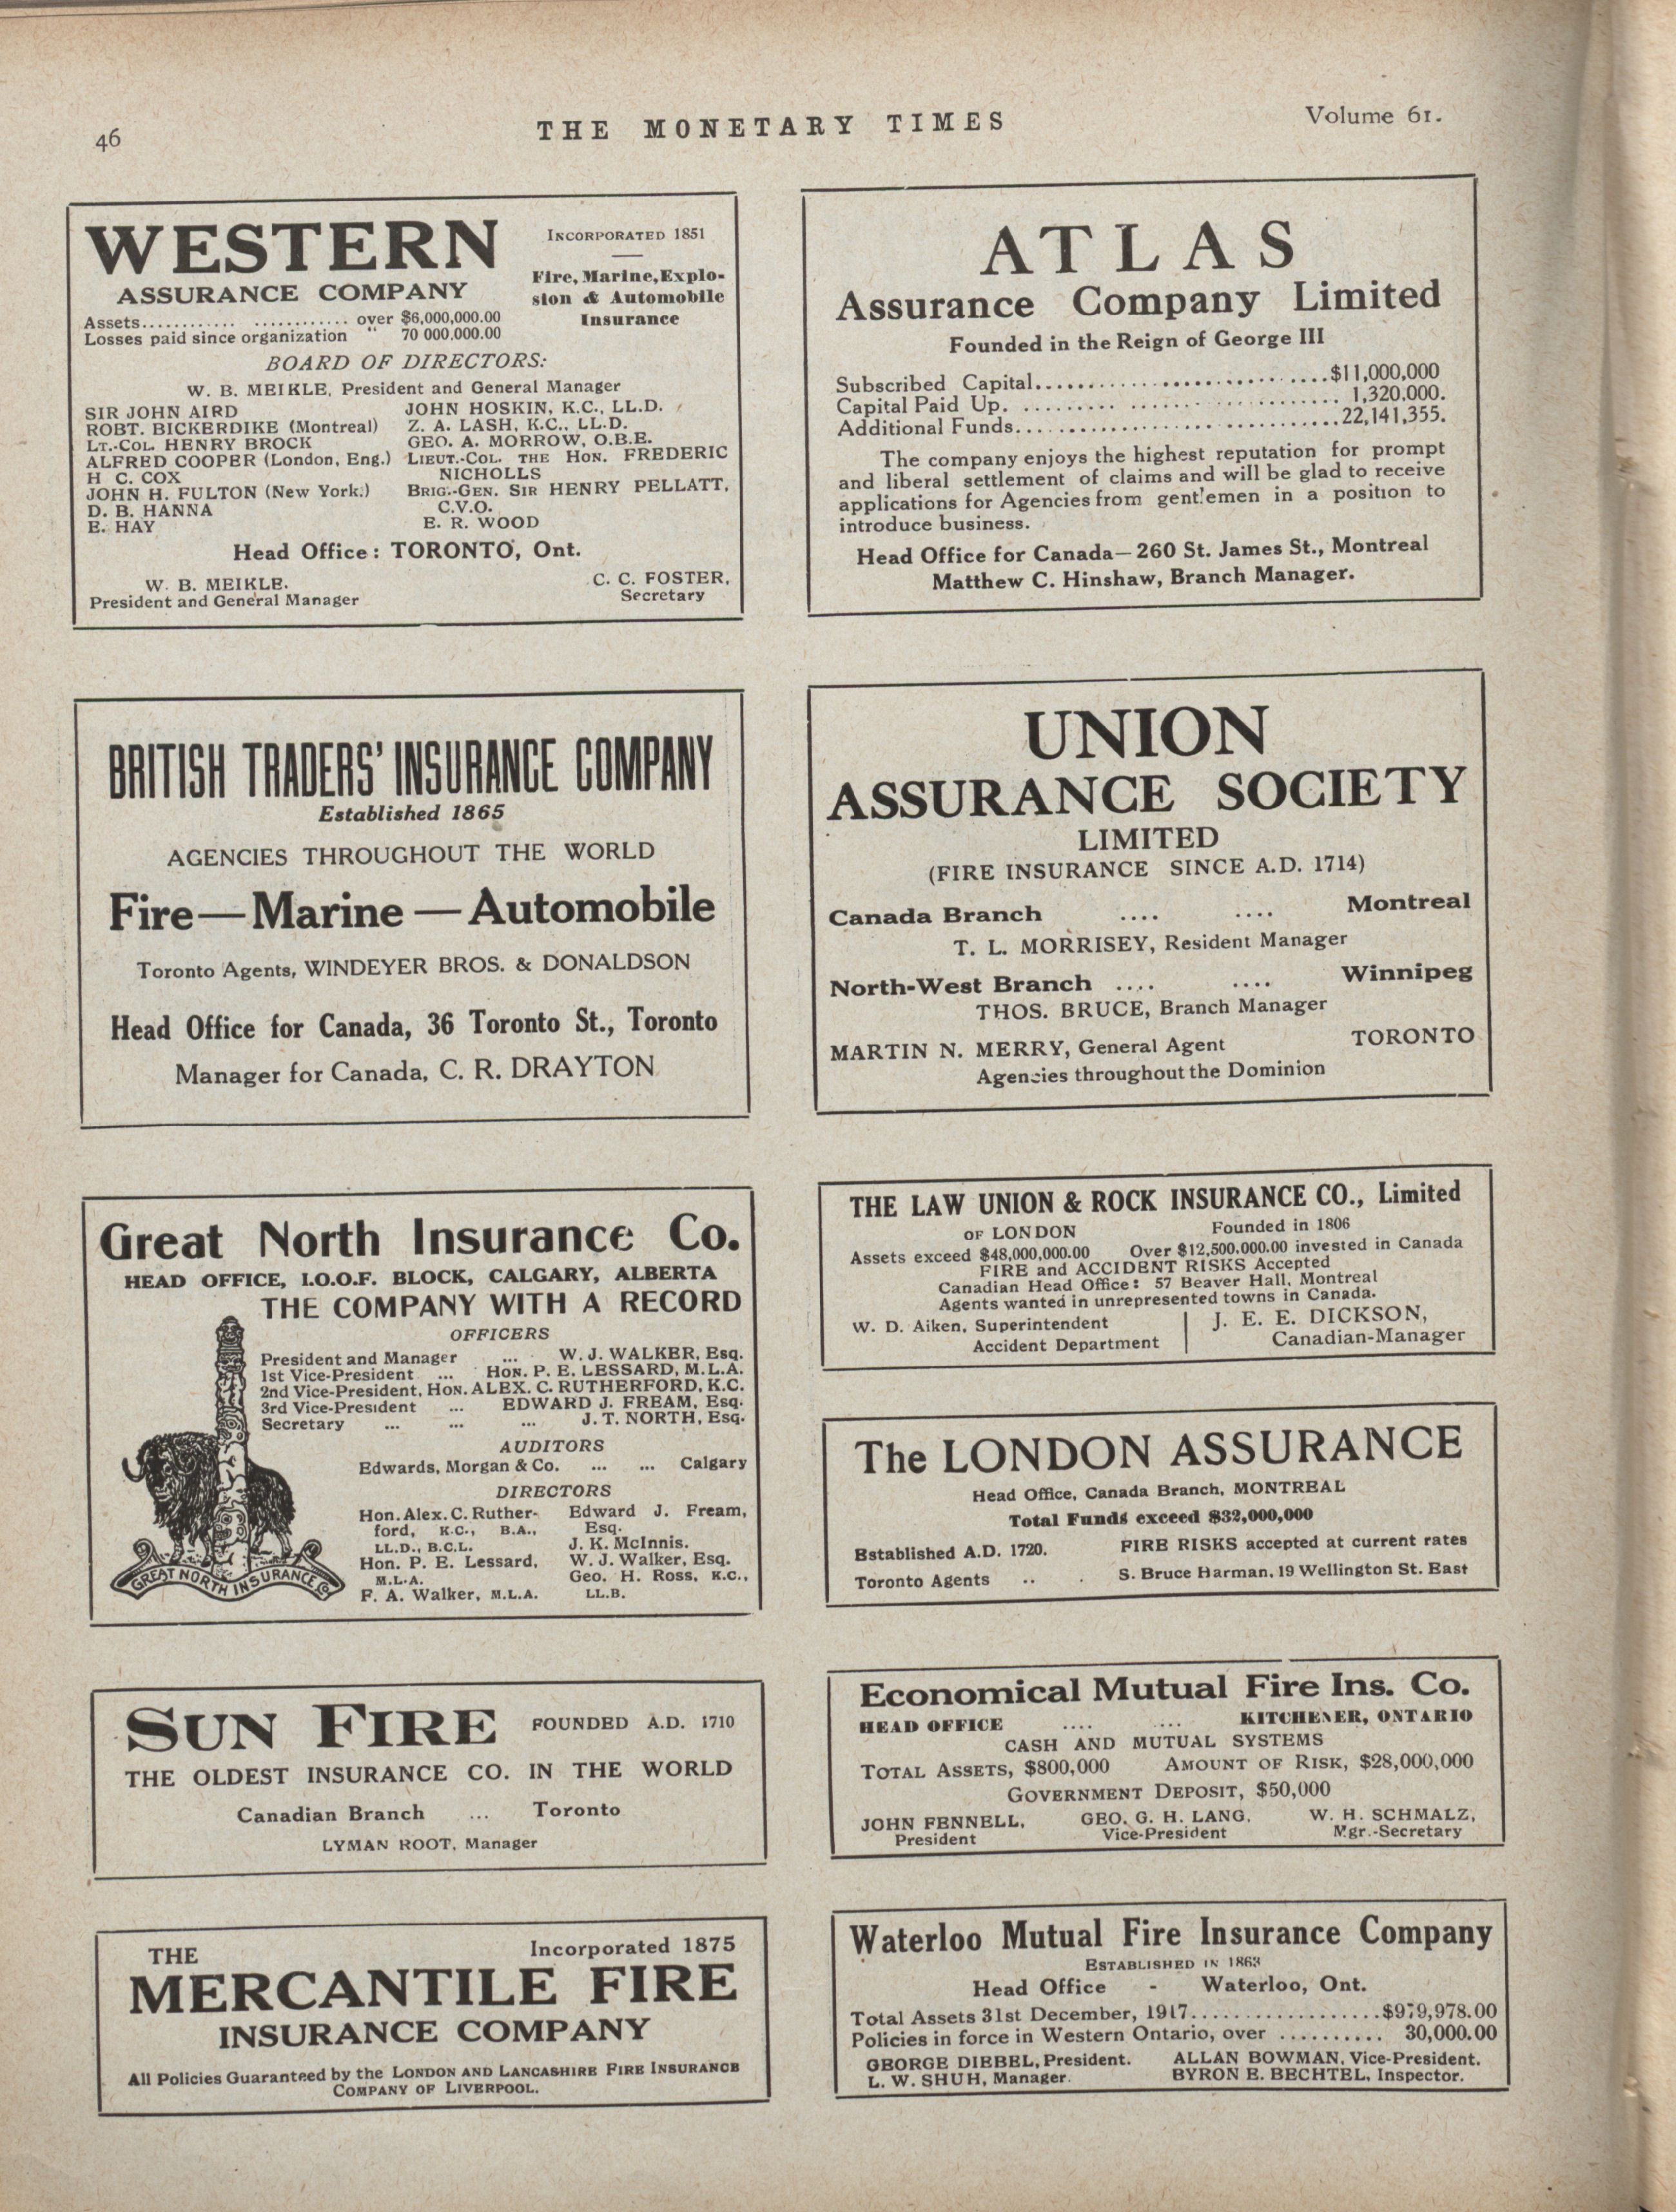 46
THE MONETARY TIMES
Volume 61.
WESTERN
ASSURANCE COMPANY
INCORPORATED 1851
Fire, Marine, Explo-
sion & Automobile
Insurance
Assets............ ............ over $6,000,000.00
Losses paid since organization " 70 000,000.00
BOARD OF DIRECTORS:
W. B. MEIKLE, President and General Manager
SIR JOHN AIRD
ROBT. BICKERDIKE (Montreal)
LT.-COL. HENRY BROCK
ALFRED COOPER (London, Eng.)
H C. COX
JOHN H. FULTON (New York.)
D. B. HANNA
E. HAY
JOHN HOSKIN, K.C., LL.D.
Z. A. LASH, K.C., LL.D.
GEO. A. MORROW, O.B.E.
LIEUT.-COL. THE HON. FREDERIC
NICHOLLS
BRIG.-GEN. SIR HENRY PELLATT,
C.V.O.
E. R. WOOD
Head Office: TORONTO, Ont.
W. B. MEIKLE.
President and General Manager
C. C. FOSTER,
Secretary
ATLAS
Assurance Company Limited
Founded in the Reign of George III
Subscribed Capital............................$11,000,000
Capital Paid Up. ............................ 1,320,000.
Additional Funds..............................22,141,355.
The company enjoys the highest reputation for prompt
and liberal settlement of claims and will be glad to receive
applications for Agencies from gentlemen in a position to
introduce business.
Head Office for Canada—260 St. James St., Montreal
Matthew C. Hinshaw, Branch Manager.
BRITISH TRADERS' INSURANCE COMPANY
Established 1865
AGENCIES THROUGHOUT THE WORLD
Fire—Marine—Automobile
Toronto Agents, WINDEYER BROS. & DONALDSON
Head Office for Canada, 36 Toronto St., Toronto
Manager for Canada, C. R. DRAYTON
UNION
ASSURANCE SOCIETY
LIMITED
(FIRE INSURANCE SINCE A.D. 1714)
Canada Branch .... .... Montreal
T. L. MORRISEY, Resident Manager
North-West Branch .... .... Winnipeg
THOS. BRUCE, Branch Manager
MARTIN N. MERRY, General Agent TORONTO
Agencies throughout the Dominion
Great North Insurance Co.
HEAD OFFICE, I.O.O.F. BLOCK, CALGARY, ALBERTA
THE COMPANY WITH A RECORD
OFFICERS
President and Manager ... W. J. WALKER, Esq.
1st Vice-President ... HON. P. E. LESSARD, M.L.A.
2nd Vice-President, HON. ALEX. C. RUTHERFORD, K.C.
3rd Vice-President ... EDWARD J. FREAM, Esq.
Secretary ... ... ... J. T. NORTH, Esq.
AUDITORS
Edwards, Morgan & Co. ... ... Calgary
DIRECTORS
Hon. Alex. C. Ruther-
ford, K.C., B.A.,
LL.D., B.C.L.
Hon. P. E. Lessard,
M.L.A.
F. A. Walker, M.L.A.
Edward J. Fream,
Esq.
J. K. McInnis.
W. J. Walker, Esq.
Geo. H. Ross, K.C.,
LL.B.
GREAT NORTH INSURANCE Co
THE LAW UNION & ROCK INSURANCE CO., Limited
OF LONDON Founded in 1806
Assets exceed $48,000,000.00 Over $12,500,000.00 invested in Canada
FIRE and ACCIDENT RISKS Accepted
Canadian Head Office: 57 Beaver Hall, Montreal
Agents wanted in unrepresented towns in Canada.
W. D. Aiken, Superintendent
Accident Department
J. E. E. DICKSON,
Canadian-Manager
The LONDON ASSURANCE
Head Office, Canada Branch, MONTREAL
Total Funds exceed $32,000,000
Established A.D. 1720. FIRE RISKS accepted at current rates
Toronto Agents .. . S. Bruce Harman, 19 Wellington St. East
SUN FIRE FOUNDED A.D. 1710
THE OLDEST INSURANCE CO. IN THE WORLD
Canadian Branch ... Toronto
LYMAN ROOT, Manager
Economical Mutual Fire Ins. Co.
HEAD OFFICE .... ... KITCHENER, ONTARIO
CASH AND MUTUAL SYSTEMS
TOTAL ASSETS, $800,000 AMOUNT OF RISK, $28,000,000
GOVERNMENT DEPOSIT, $50,000
JOHN FENNELL, GEO. G. H. LANG, W. H. SCHMALZ,
President Vice-President Mgr.-Secretary
THE Incorporated 1875
MERCANTILE FIRE
INSURANCE COMPANY
All Policies Guaranteed by the LONDON AND LANCASHIRE FIRE INSURANCE
COMPANY OF LIVERPOOL.
Waterloo Mutual Fire Insurance Company
ESTABLISHED IN 1863
Head Office - Waterloo, Ont.
Total Assets 31st December, 1917..................$979,978.00
Policies in force in Western Ontario, over .......... 30,000.00
GEORGE DIEBEL, President. ALLAN BOWMAN, Vice-President.
L. W. SHUH, Manager. BYRON E. BECHTEL, Inspector.